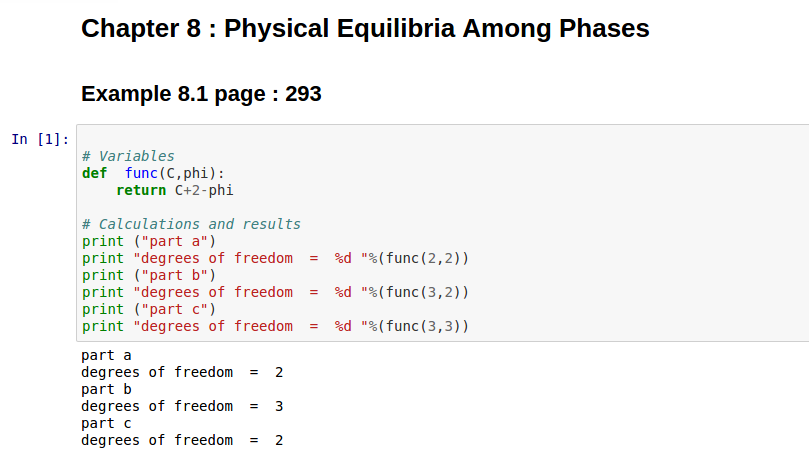 Chapter 8 : Physical Equilibria Among Phases
Example 8.1 page : 293
In [1]:
# Variables
def  func(C,phi):
    return C+2-phi
# Calculations and results
print ("part a")
print "degrees of freedom  =  %d "%(func(2,2))
print ("part b")
print "degrees of freedom  =  %d "%(func(3,2))
print ("part c")
print "degrees of freedom  =  %d "%(func(3,3))
part a
degrees of freedom  =  2
part b
degrees of freedom  =  3
part c
degrees of freedom  =  2